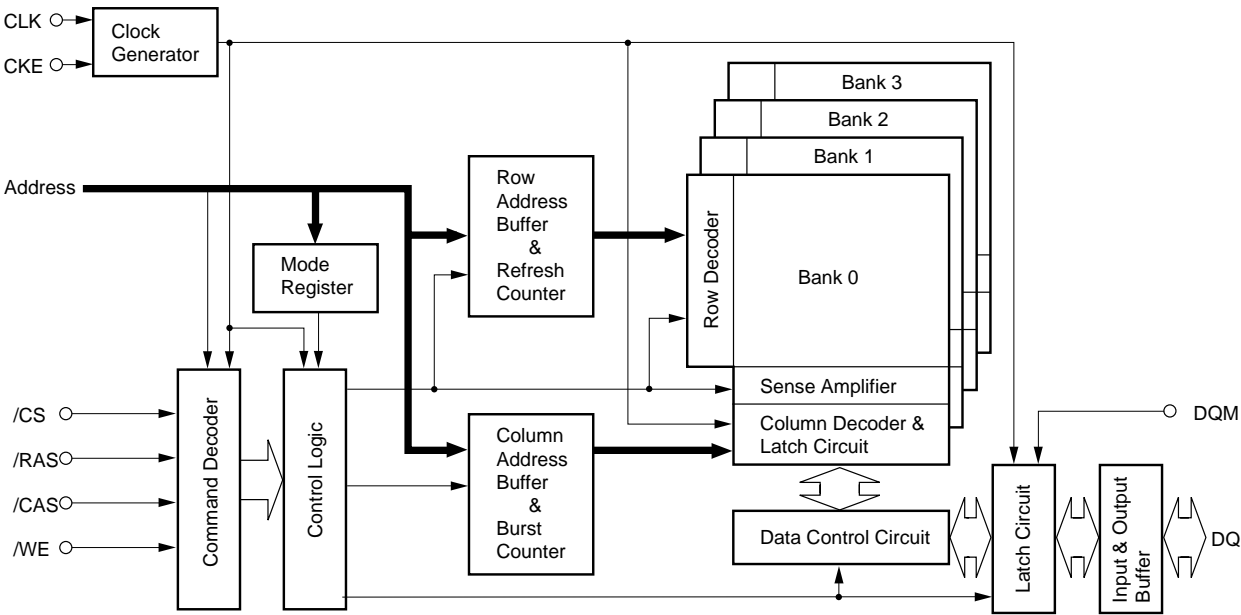 CLK
CKE
Clock
Generator
Bank 3
Bank 2
Bank 1
Bank 0
Address
Row
Address
Buffer
&
Refresh
Counter
Row Decoder
Mode
Register
Sense Amplifier
Column Decoder &
Latch Circuit
/CS
/RAS
/CAS
/WE
Command Decoder
Control Logic
Column
Address
Buffer
&
Burst
Counter
Data Control Circuit
DQM
Latch Circuit
Input & Output
Buffer
DQ